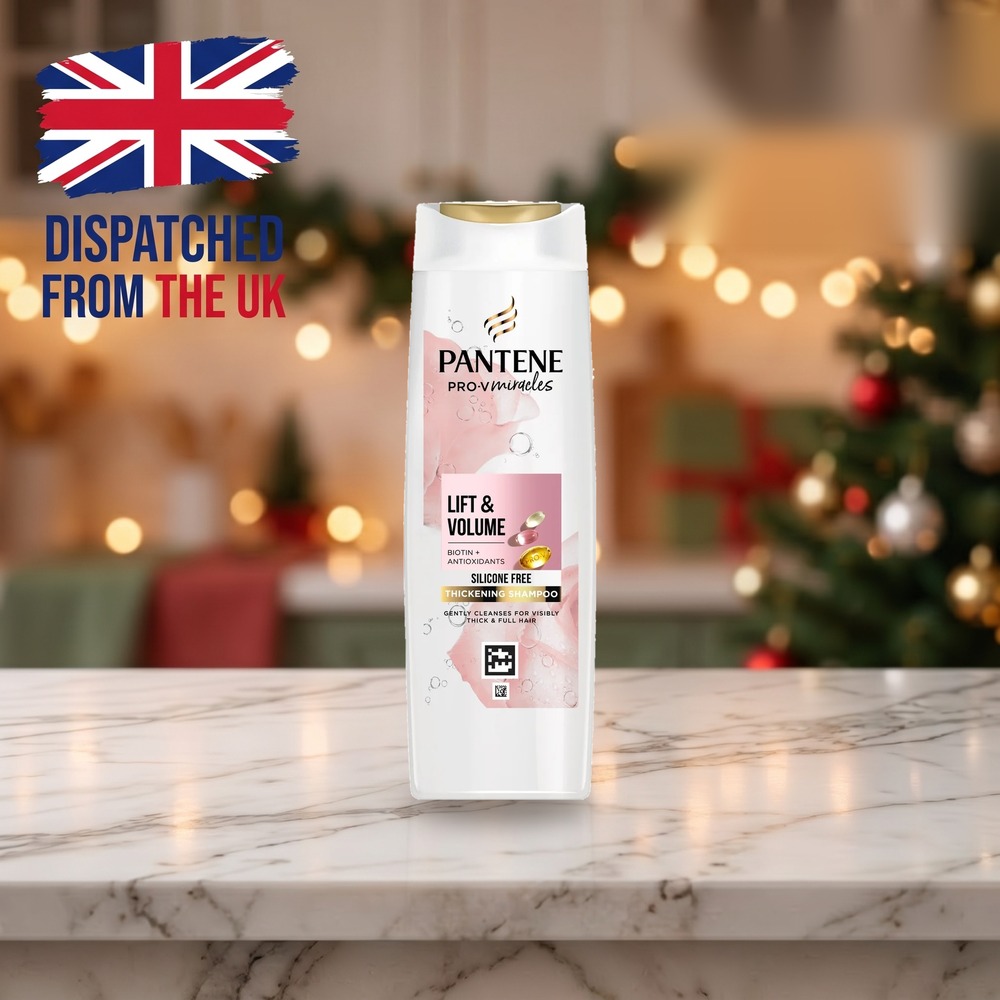 DISPATCHED
FROM THE UK
PANTENE
PRO-V miracles
LIFT &
VOLUME
BIOTIN +
ANTIOXIDANTS
PRO-V
SILICONE FREE
THICKENING SHAMPOO
GENTLY CLEANSES FOR VISIBLY
THICK & FULL HAIR